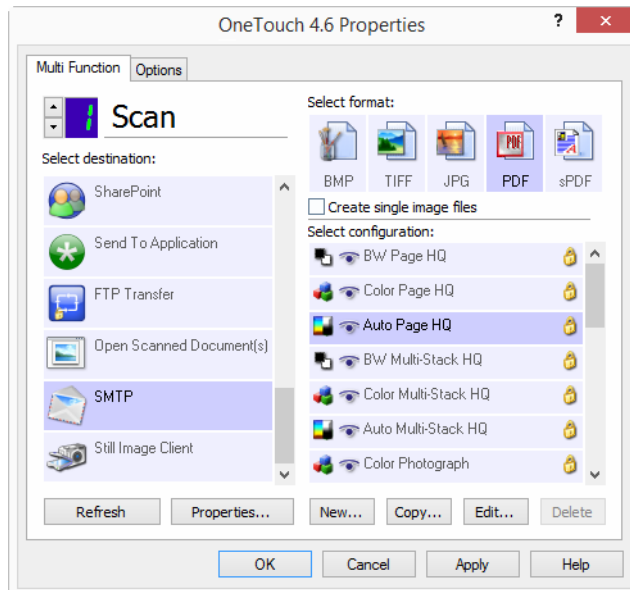 OneTouch 4.6 Properties
?
×
Multi Function
Options
1
Scan
Select destination:
SharePoint
Send To Application
FTP Transfer
Open Scanned Document(s)
SMTP
Still Image Client
Refresh
Properties...
Select format:
PDF
BMP
TIFF
JPG
PDF
sPDF
Create single image files
Select configuration:
BW Page HQ
Color Page HQ
Auto Page HQ
BW Multi-Stack HQ
Color Multi-Stack HQ
Auto Multi-Stack HQ
Color Photograph
New...
Copy...
Edit...
Delete
OK
Cancel
Apply
Help